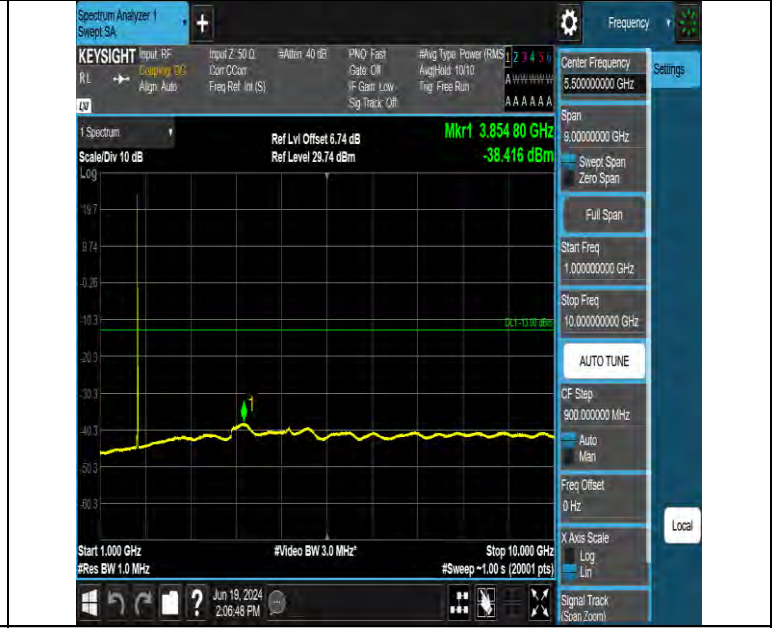 Spectrum Analyzer 1
Swept SA
+
Frequency
KEYSIGHT
RL
Input: RF
Coupling: DC
Align: Auto
Input Z: 50 Ω
Corr CCorr
Freq Ref: Int (S)
#Atten: 40 dB
PNO: Fast
Gate: Off
IF Gain: Low
Sig Track: Off
#Avg Type: Power (RMS
Avg|Hold: 10/10
Trig: Free Run
1 2 3 4 5 6
A W W W W W
A A A A A A
1 Spectrum
Scale/Div 10 dB
Ref Lvl Offset 6.74 dB
Ref Level 29.74 dBm
Mkr1 3.854 80 GHz
-38.416 dBm
Log
19.7
9.74
-0.26
-10.3
DL1 -13.00 dBm
-20.3
-30.3
1
-40.3
-50.3
-60.3
Start 1.000 GHz
#Res BW 1.0 MHz
#Video BW 3.0 MHz*
Stop 10.000 GHz
#Sweep ~1.00 s (20001 pts)
Jun 19, 2024
2:06:48 PM
Center Frequency
5.500000000 GHz
Settings
Span
9.00000000 GHz
Swept Span
Zero Span
Full Span
Start Freq
1.000000000 GHz
Stop Freq
10.000000000 GHz
AUTO TUNE
CF Step
900.000000 MHz
Auto
Man
Freq Offset
0 Hz
X Axis Scale
Log
Lin
Local
Signal Track
(Span Zoom)